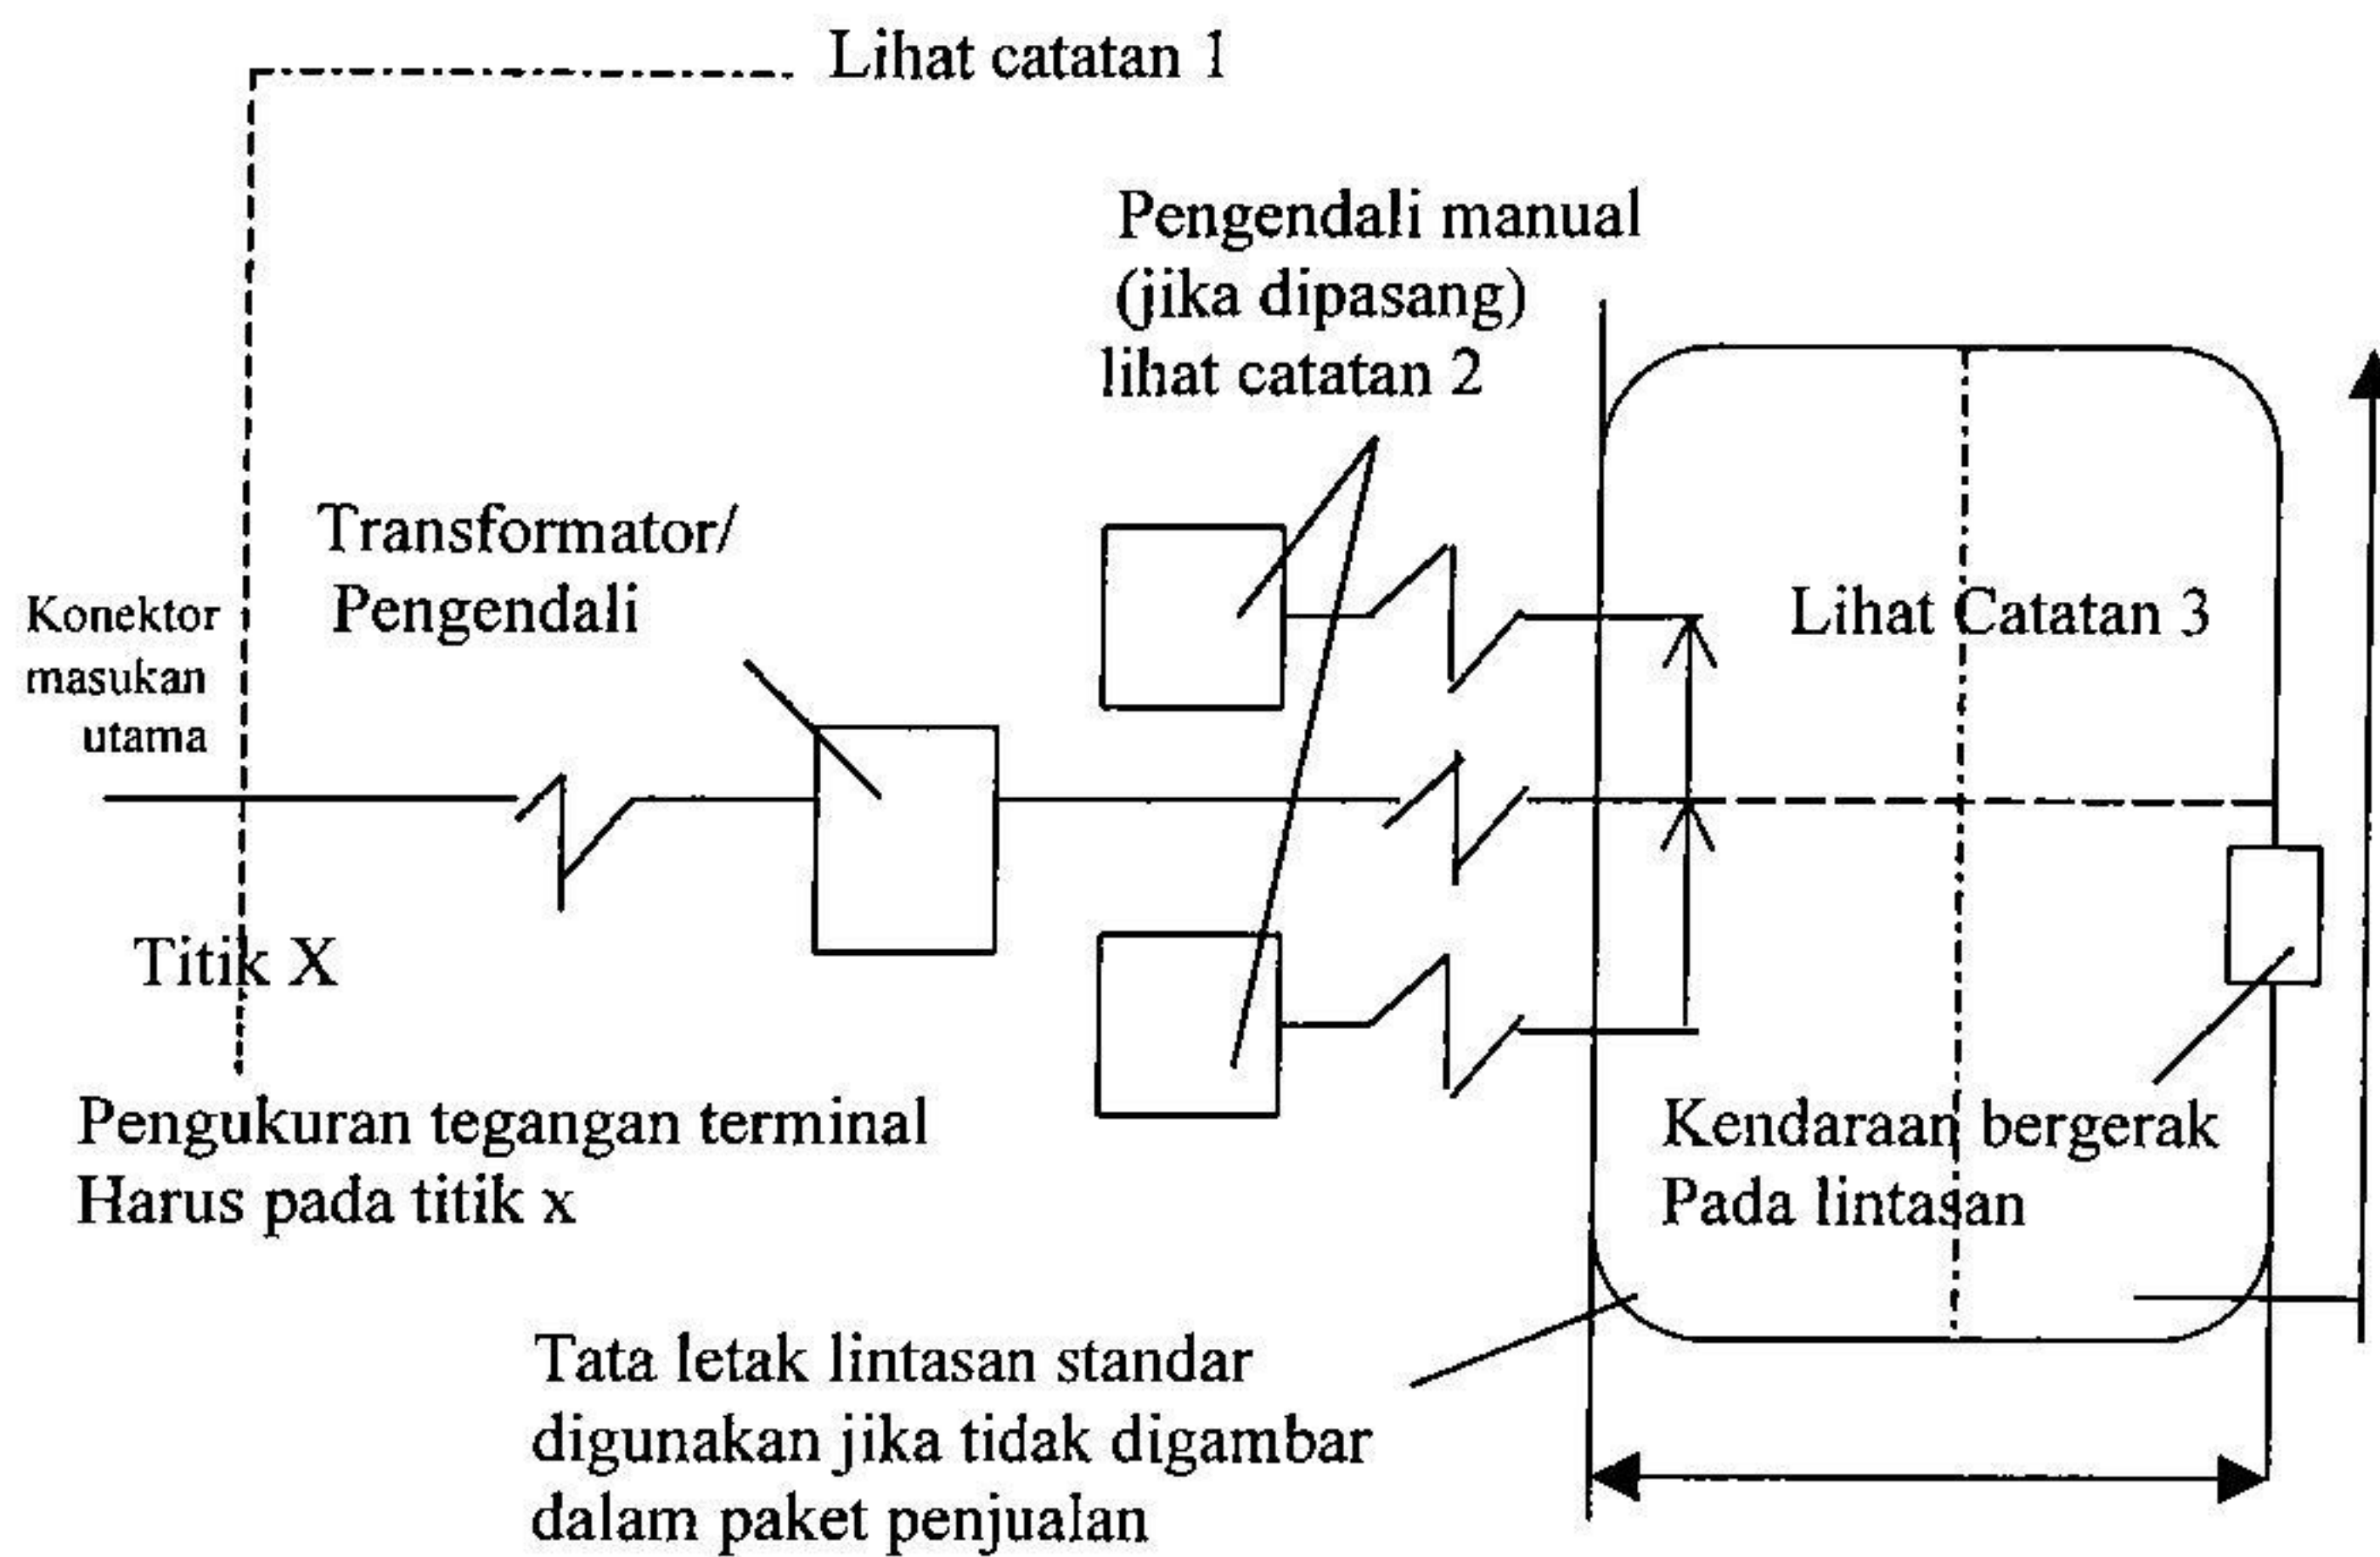 Lihat catatan 1
Pengendali manual
(jika dipasang)
lihat catatan 2
Transformator/
Pengendali
Konektor
masukan
utama
Lihat Catatan 3
Titik X
Pengukuran tegangan terminal
Harus pada titik x
Kendaraan bergerak
Pada lintasan
Tata letak lintasan standar
digunakan jika tidak digambar
dalam paket penjualan